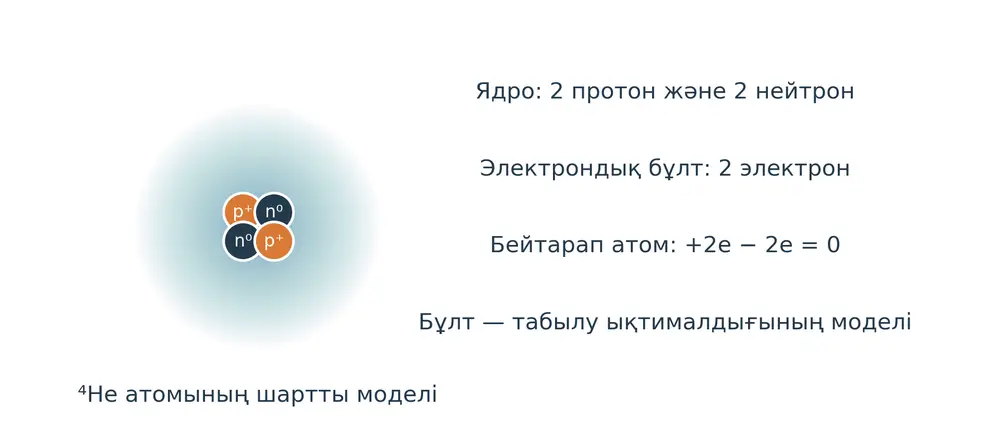 Ядро: 2 протон және 2 нейтрон
Электрондық бұлт: 2 электрон
p⁺ n⁰
n⁰ p⁺
Бейтарап атом: +2e − 2e = 0
Бұлт — табылу ықтималдығының моделі
⁴He атомының шартты моделі